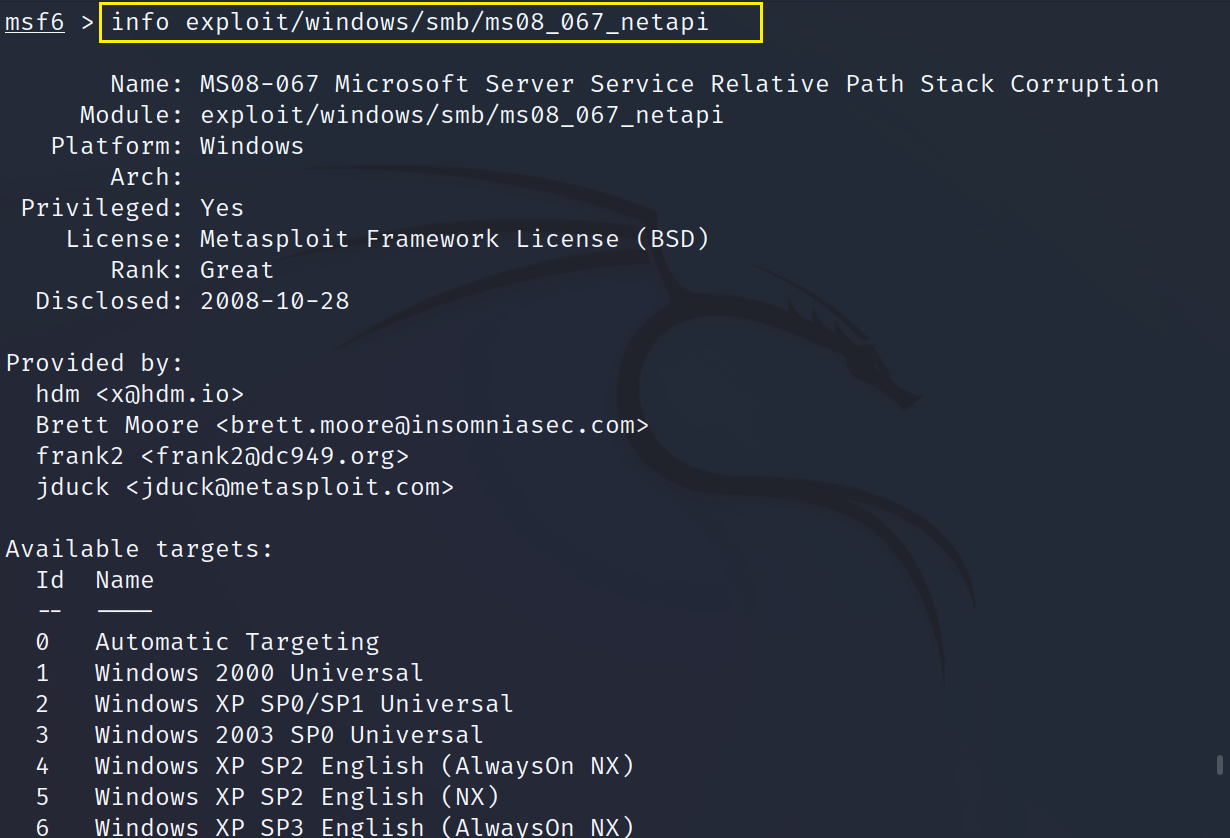 msf6 > info exploit/windows/smb/ms08_067_netapi
Name: MS08-067 Microsoft Server Service Relative Path Stack Corruption
Module: exploit/windows/smb/ms08_067_netapi
Platform: Windows
Arch:
Privileged: Yes
License: Metasploit Framework License (BSD)
Rank: Great
Disclosed: 2008-10-28
Provided by:
hdm <x@hdm.io>
Brett Moore <brett.moore@insomniasec.com>
frank2 <frank2@dc949.org>
jduck <jduck@metasploit.com>
Available targets:
Id  Name
--  ----
0   Automatic Targeting
1   Windows 2000 Universal
2   Windows XP SP0/SP1 Universal
3   Windows 2003 SP0 Universal
4   Windows XP SP2 English (AlwaysOn NX)
5   Windows XP SP2 English (NX)
6   Windows XP SP3 English (AlwaysOn NX)